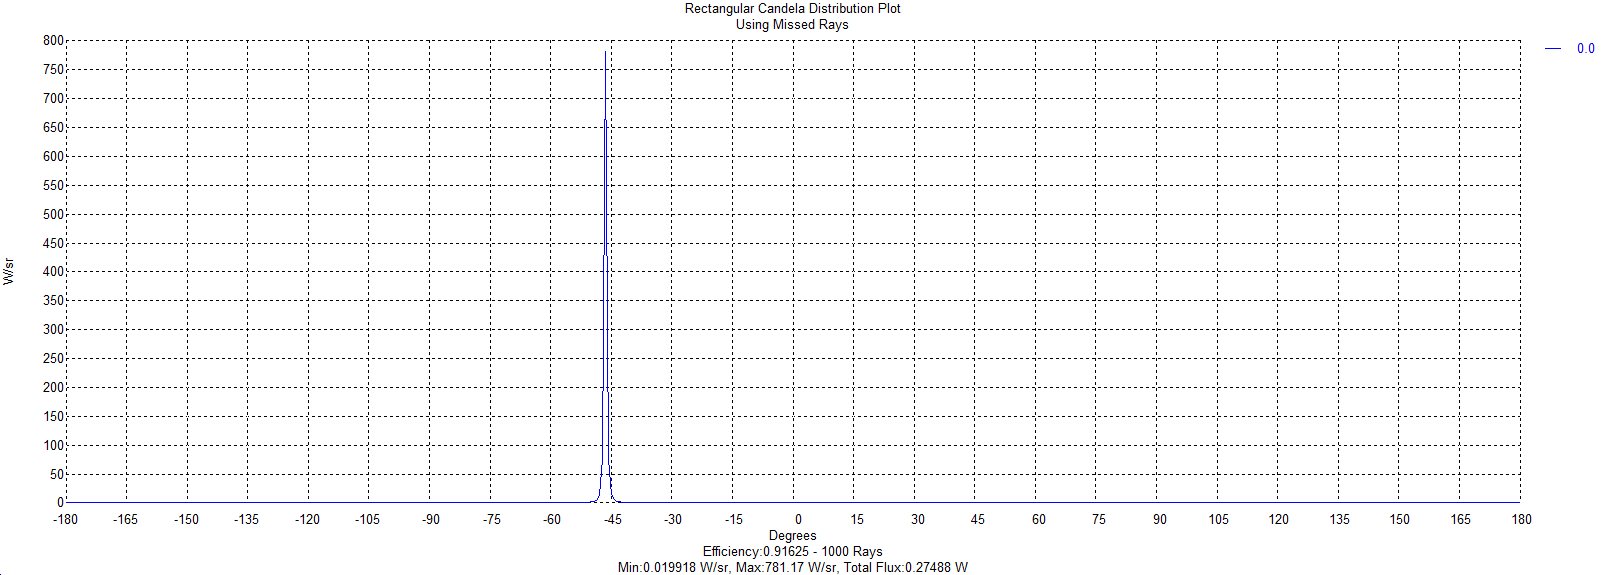 Rectangular Candela Distribution Plot
Using Missed Rays
800
750
700
650
600
550
500
450
400
350
300
250
200
150
100
50
0
W/sr
-180 -165 -150 -135 -120 -105 -90 -75 -60 -45 -30 -15 0 15 30 45 60 75 90 105 120 135 150 165 180
Degrees
Efficiency:0.91625 - 1000 Rays
Min:0.019918 W/sr, Max:781.17 W/sr, Total Flux:0.27488 W
0.0